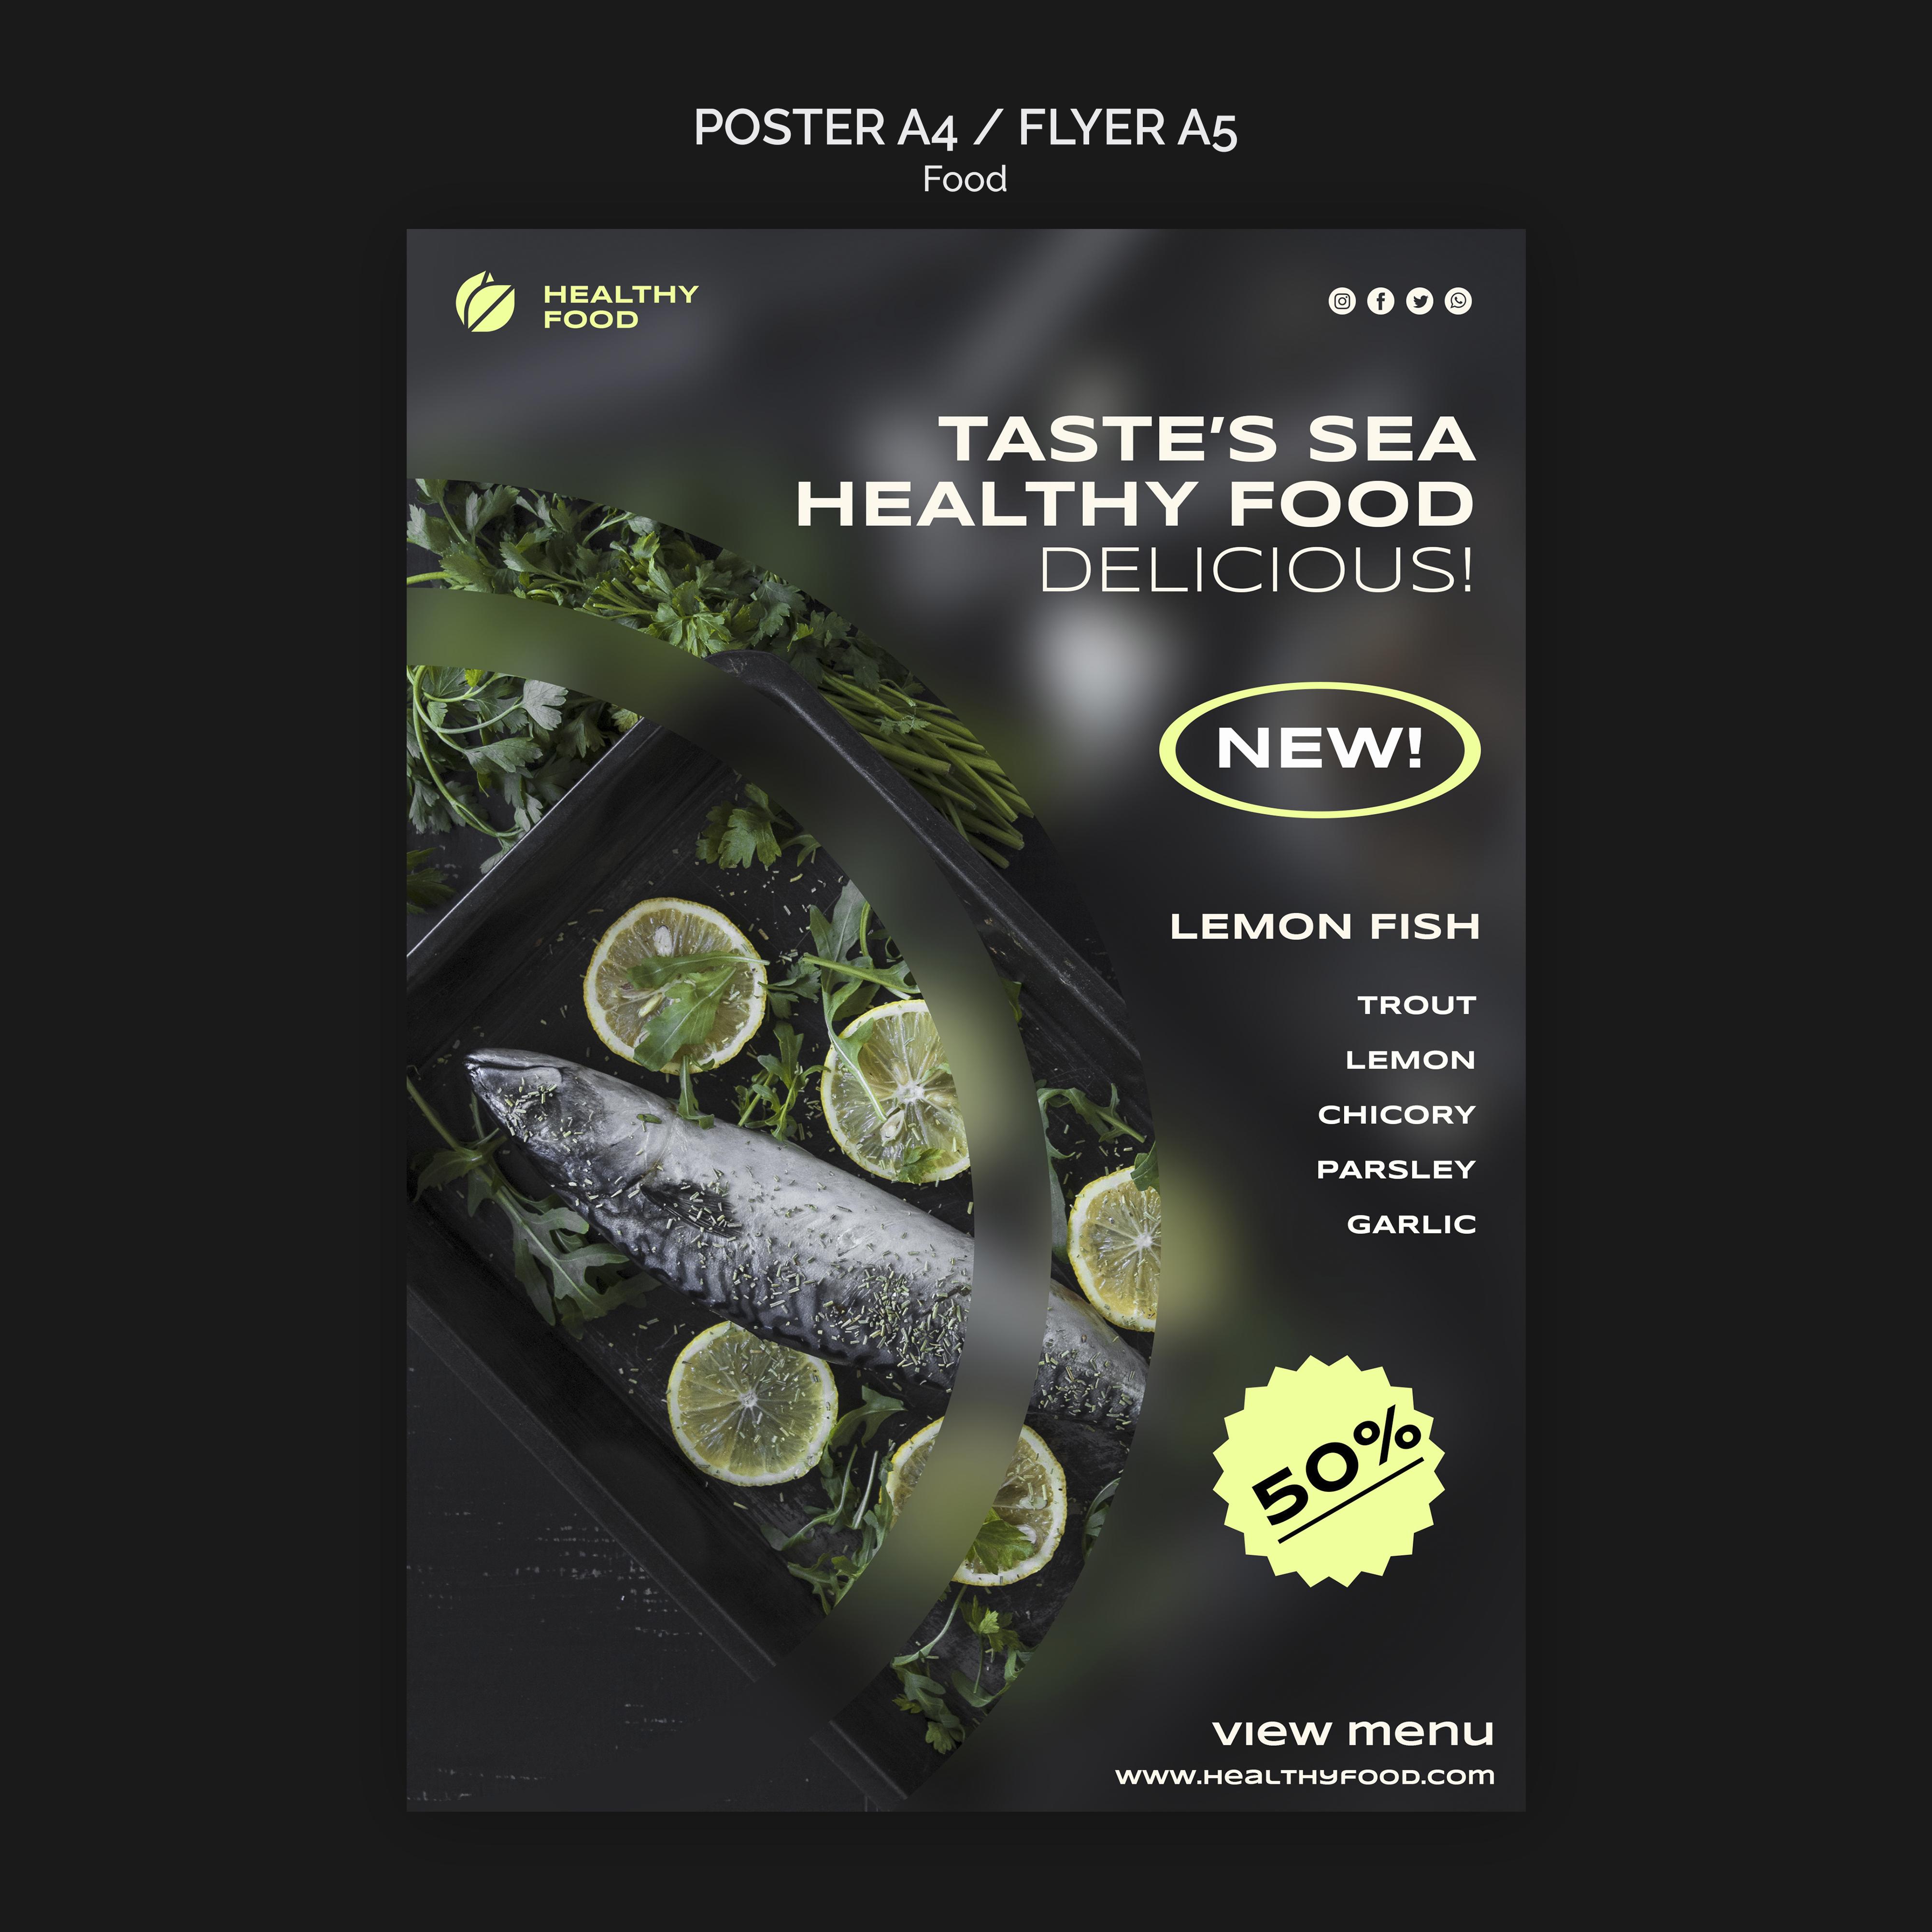 POSTER A4 / FLYER A5
Food
HEALTHY
FOOD
TASTE'S SEA
HEALTHY FOOD
DELICIOUS!
NEW!
LEMON FISH
TROUT
LEMON
CHICORY
PARSLEY
GARLIC
50%
view menu
www.HealthyFood.com